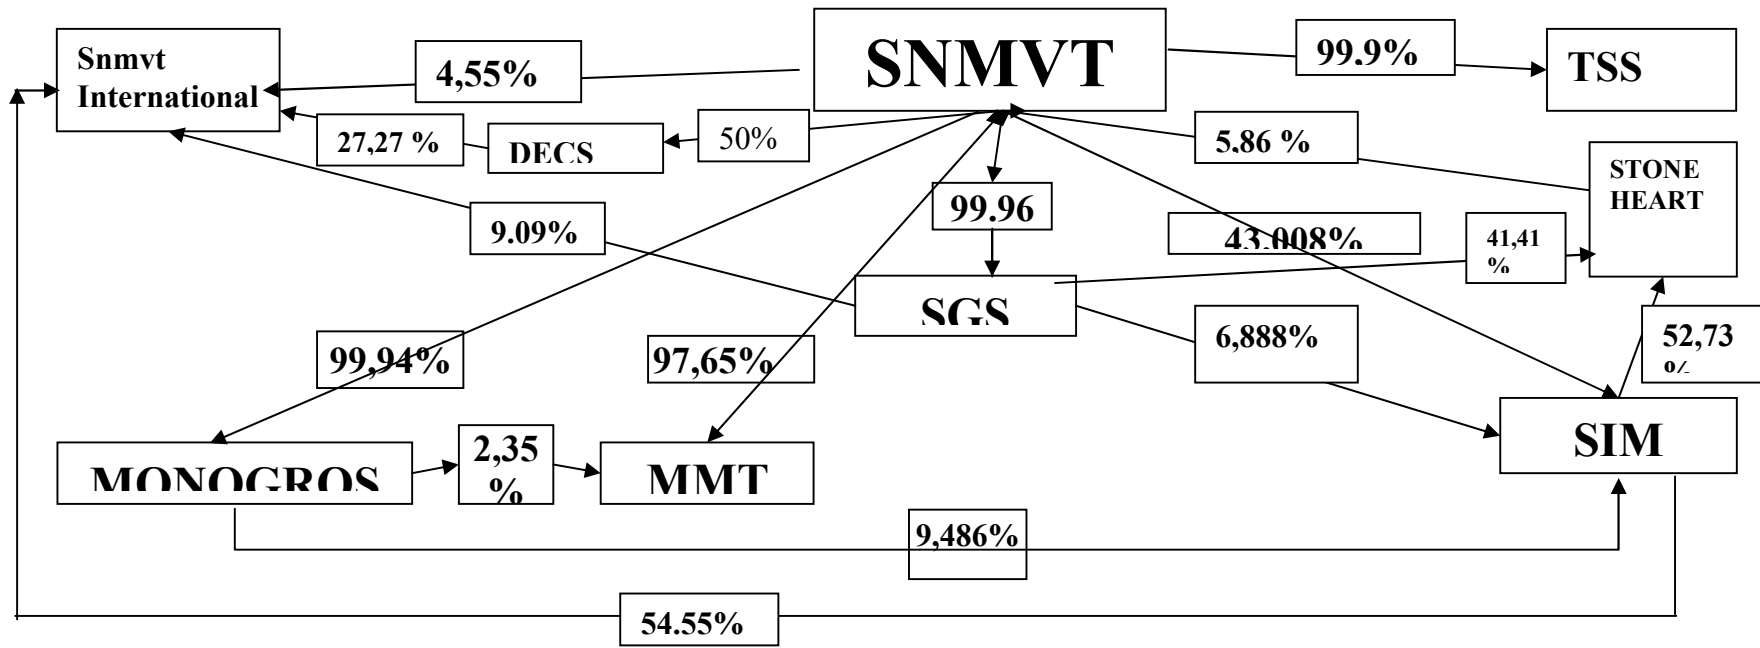 SNMVT
99.9%
TSS
Snmvt
International
4,55%
27,27 %
DECS
50%
5.86 %
STONE
HEART
9.09%
99.96
43.008%
41,41
%
SGS
99,94%
97,65%
6,888%
52,73
%
MONOGROS
2,35
%
MMT
SIM
9,486%
54.55%